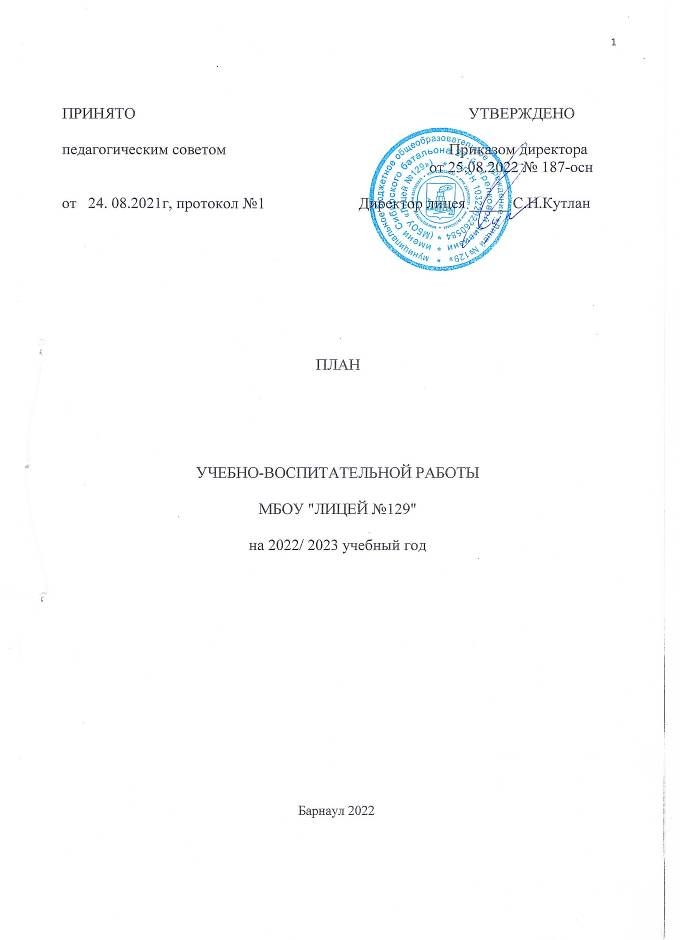 1
ПРИНЯТО УТВЕРЖДЕНО
педагогическим советом Приказом директора
от 25.08.2022 № 187-осн
от 24. 08.2021г, протокол №1 Директор лицея С.Н.Кутлан
ПЛАН
УЧЕБНО-ВОСПИТАТЕЛЬНОЙ РАБОТЫ
МБОУ "ЛИЦЕЙ №129"
на 2022/ 2023 учебный год
Барнаул 2022